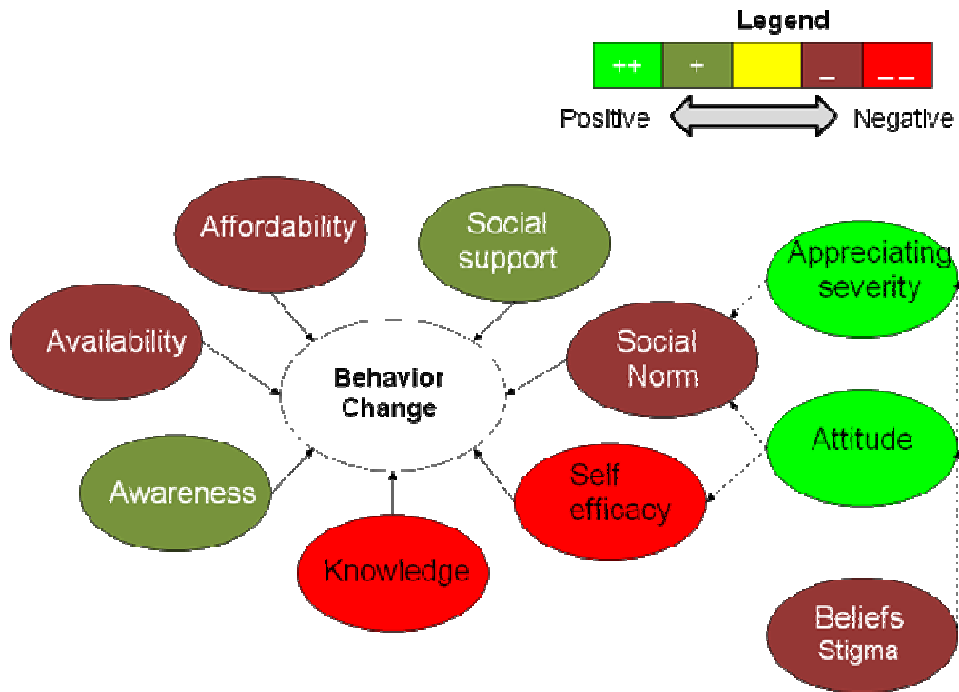 Legend
++ + _ _ _
Positive Negative
Affordability
Social
support
Appreciating
severity
Availability
Social
Norm
Behavior
Change
Attitude
Awareness
Self
efficacy
Knowledge
Beliefs
Stigma